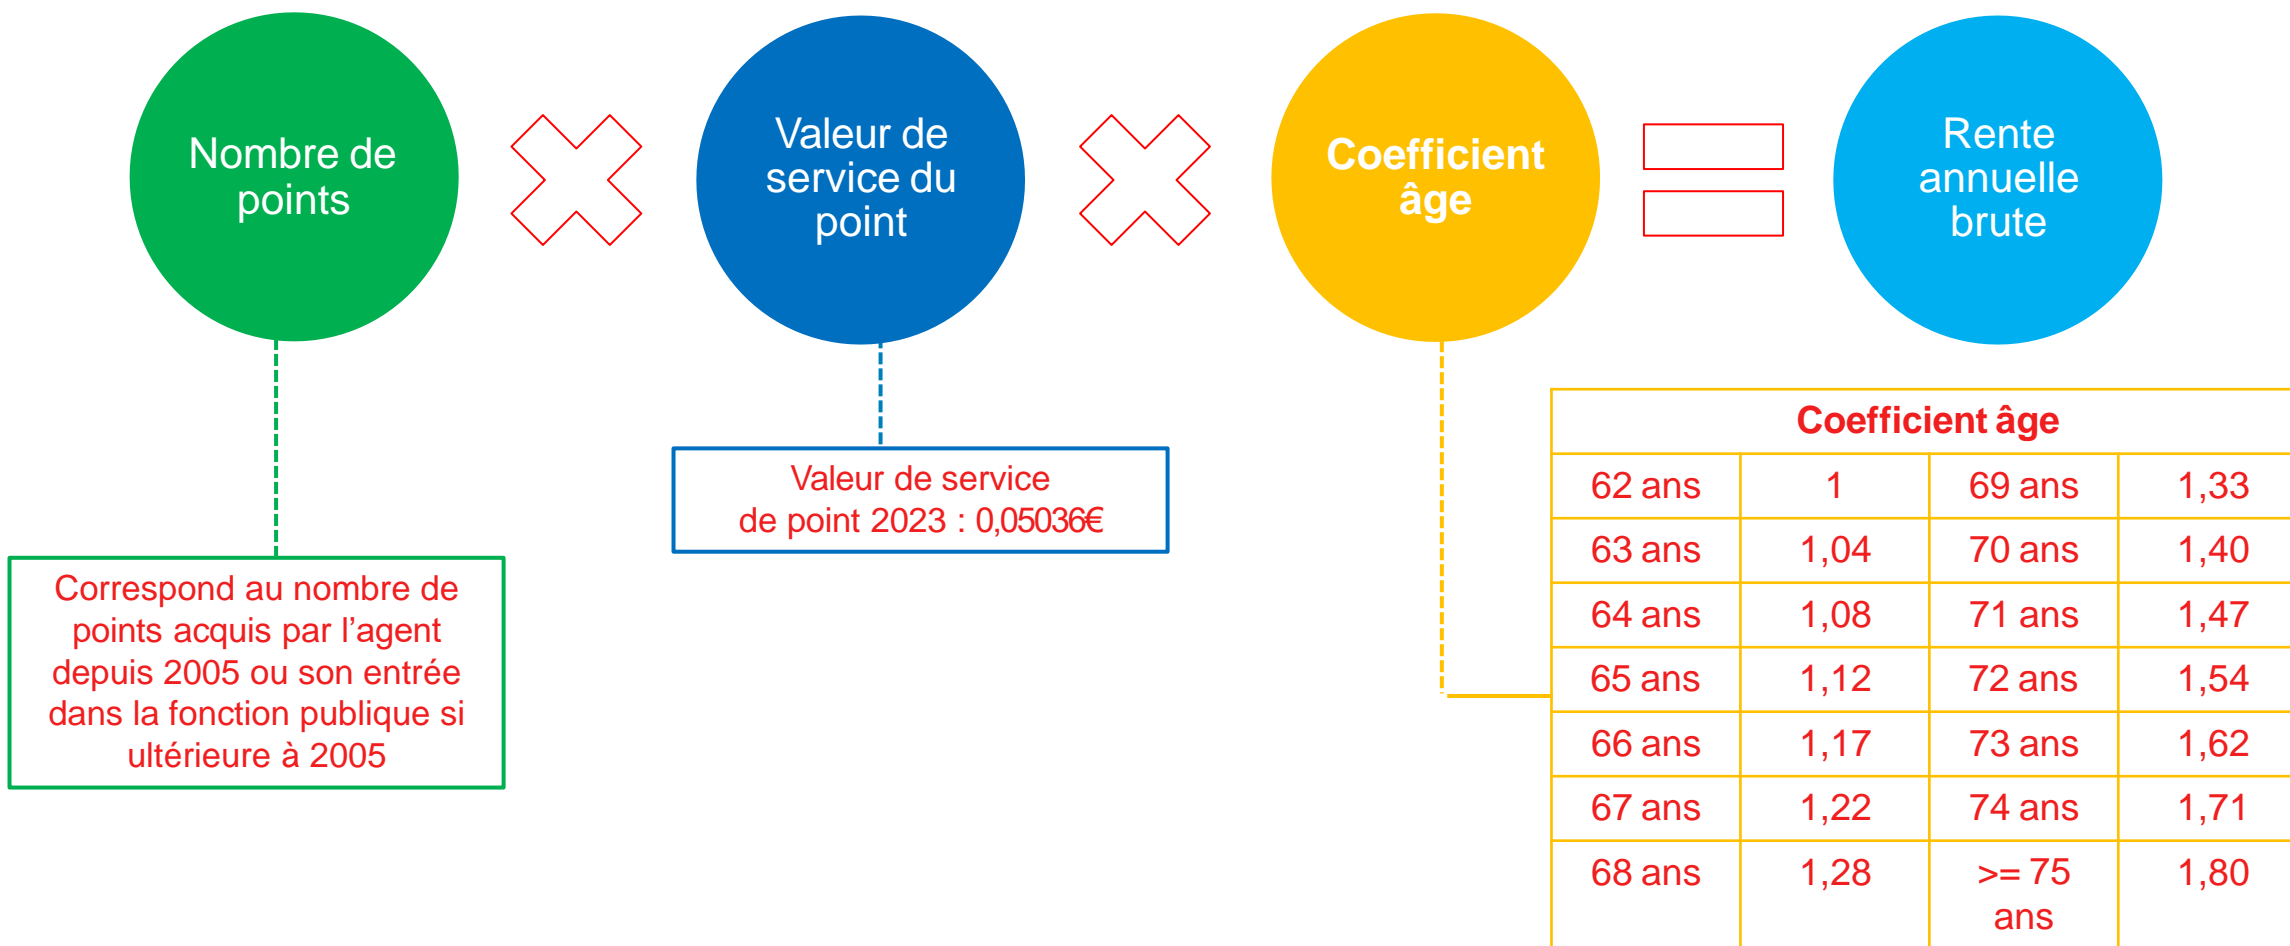 Nombre de
points
Valeur de
service du
point
Coefficient
âge
Rente
annuelle
brute
Correspond au nombre de
points acquis par l'agent
depuis 2005 ou son entrée
dans la fonction publique si
ultérieure à 2005
Valeur de service
de point 2023 : 0,05036€
Coefficient âge
62 ans 1 69 ans 1,33
63 ans 1,04 70 ans 1,40
64 ans 1,08 71 ans 1,47
65 ans 1,12 72 ans 1,54
66 ans 1,17 73 ans 1,62
67 ans 1,22 74 ans 1,71
68 ans 1,28 >= 75 1,80
ans